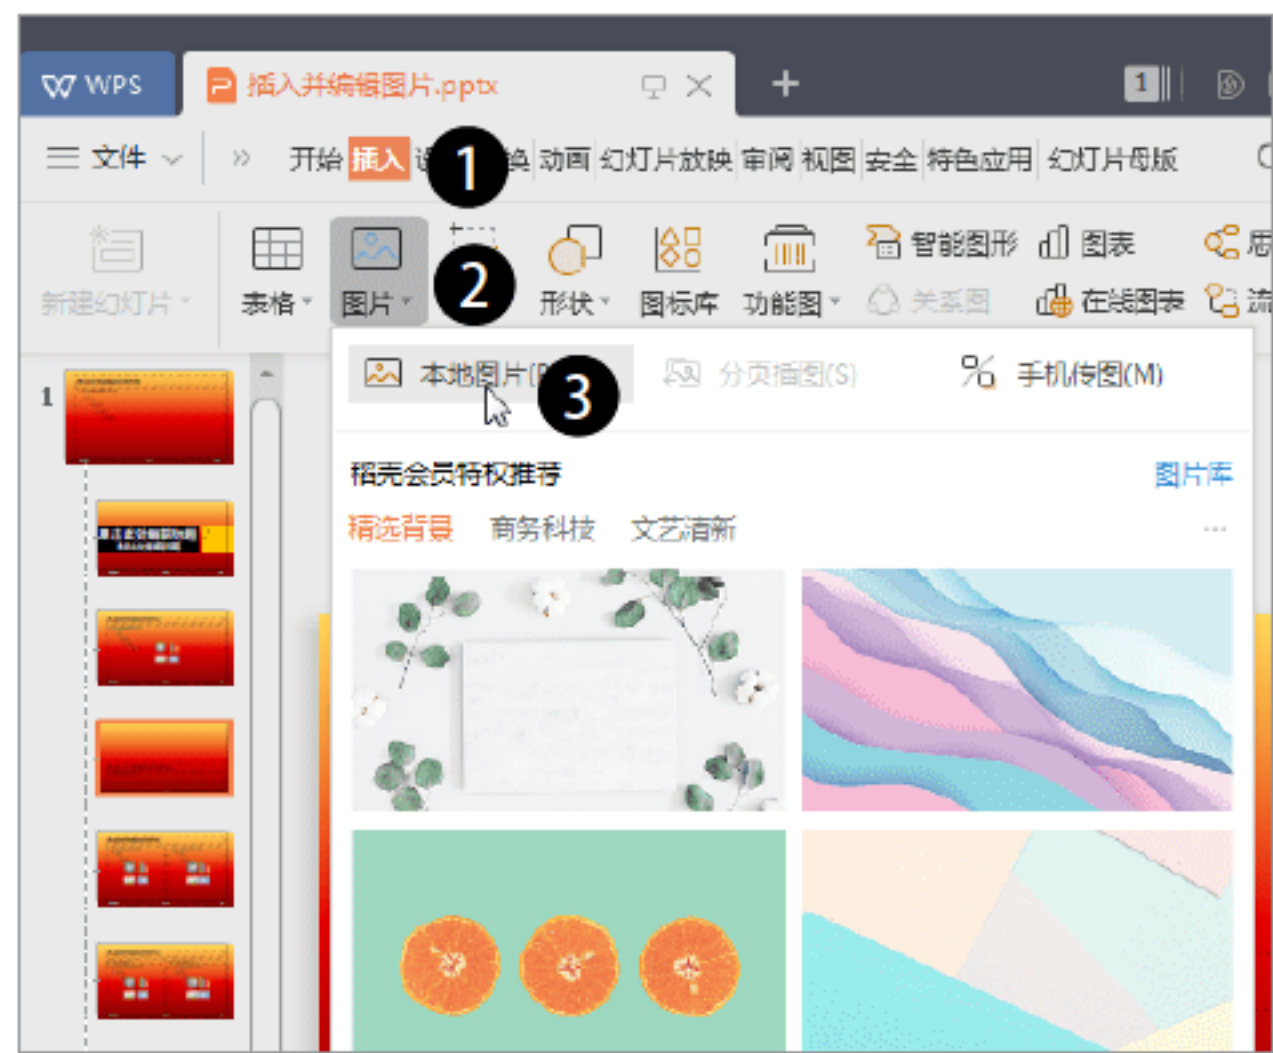 WPS 插入并编辑图片.pptx 1
文件 开始 插入 换 动画 幻灯片放映 审阅 视图 安全 特色应用 幻灯片母版
1
智能图形 图表
2
新建幻灯片 表格 图片 形状 图标库 功能图 关系图 在线图表 流
本地图片(P 分页插图(S) 手机传图(M)
3
1
稻壳会员特权推荐 图片库
精选背景 商务科技 文艺清新 ...